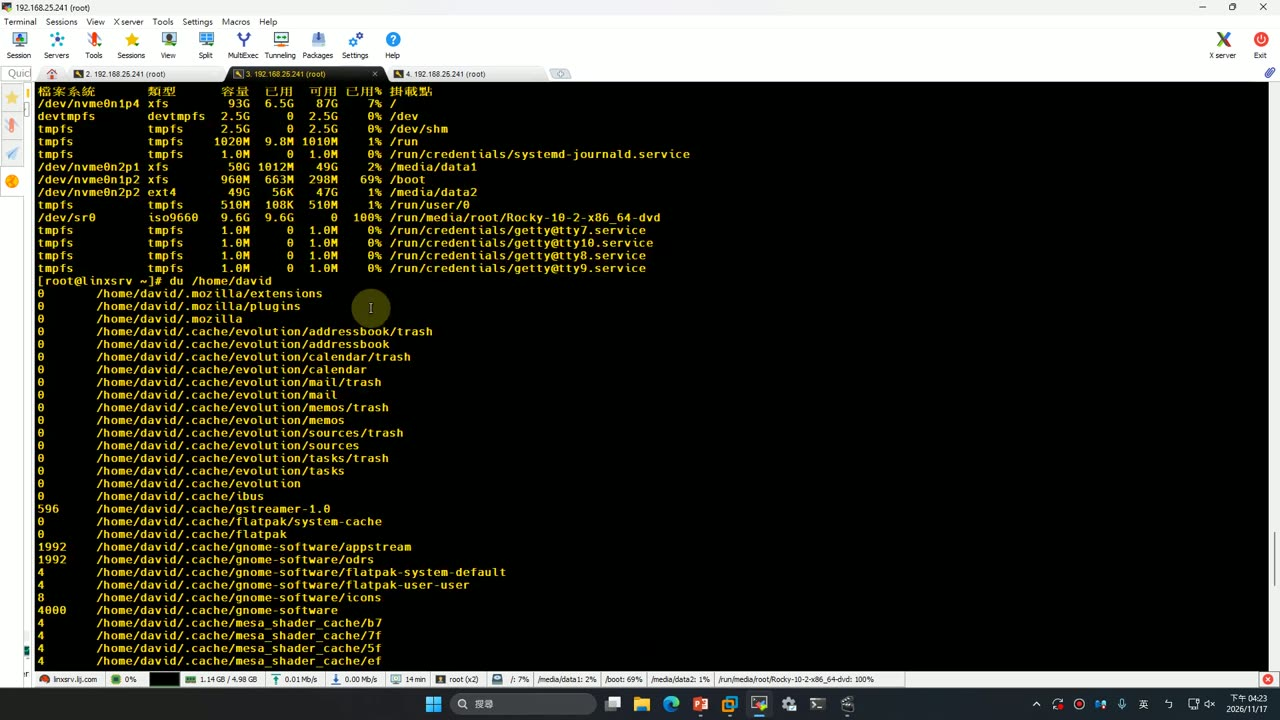 192.168.25.241 (root)
Terminal Sessions View X server Tools Settings Macros Help
Session Servers Tools Sessions View Split MultiExec Tunneling Packages Settings Help X server Exit
Quic 2. 192.168.25.241 (root) 3. 192.168.25.241 (root) 4. 192.168.25.241 (root)
檔案系統 類型 容量 已用 可用 已用% 掛載點
/dev/nvme0n1p4 xfs 93G 6.5G 87G 7% /
devtmpfs devtmpfs 2.5G 0 2.5G 0% /dev
tmpfs tmpfs 2.5G 0 2.5G 0% /dev/shm
tmpfs tmpfs 1020M 9.8M 1010M 1% /run
tmpfs tmpfs 1.0M 0 1.0M 0% /run/credentials/systemd-journald.service
/dev/nvme0n2p1 xfs 50G 1012M 49G 2% /media/data1
/dev/nvme0n1p2 xfs 960M 663M 298M 69% /boot
/dev/nvme0n2p2 ext4 49G 56K 47G 1% /media/data2
tmpfs tmpfs 510M 108K 510M 1% /run/user/0
/dev/sr0 iso9660 9.6G 9.6G 0 100% /run/media/root/Rocky-10-2-x86_64-dvd
tmpfs tmpfs 1.0M 0 1.0M 0% /run/credentials/getty@tty7.service
tmpfs tmpfs 1.0M 0 1.0M 0% /run/credentials/getty@tty10.service
tmpfs tmpfs 1.0M 0 1.0M 0% /run/credentials/getty@tty8.service
tmpfs tmpfs 1.0M 0 1.0M 0% /run/credentials/getty@tty9.service
[root@linxsrv ~]# du /home/david
0 /home/david/.mozilla/extensions
0 /home/david/.mozilla/plugins
0 /home/david/.mozilla
0 /home/david/.cache/evolution/addressbook/trash
0 /home/david/.cache/evolution/addressbook
0 /home/david/.cache/evolution/calendar/trash
0 /home/david/.cache/evolution/calendar
0 /home/david/.cache/evolution/mail/trash
0 /home/david/.cache/evolution/mail
0 /home/david/.cache/evolution/memos/trash
0 /home/david/.cache/evolution/memos
0 /home/david/.cache/evolution/sources/trash
0 /home/david/.cache/evolution/sources
0 /home/david/.cache/evolution/tasks/trash
0 /home/david/.cache/evolution/tasks
0 /home/david/.cache/evolution
0 /home/david/.cache/ibus
596 /home/david/.cache/gstreamer-1.0
0 /home/david/.cache/flatpak/system-cache
0 /home/david/.cache/flatpak
1992 /home/david/.cache/gnome-software/appstream
1992 /home/david/.cache/gnome-software/odrs
4 /home/david/.cache/gnome-software/flatpak-system-default
4 /home/david/.cache/gnome-software/flatpak-user-user
8 /home/david/.cache/gnome-software/icons
4000 /home/david/.cache/gnome-software
4 /home/david/.cache/mesa_shader_cache/b7
4 /home/david/.cache/mesa_shader_cache/7f
4 /home/david/.cache/mesa_shader_cache/5f
4 /home/david/.cache/mesa_shader_cache/ef
linxsrv.lij.com 0% 1.14 GB / 4.98 GB 0.01 Mb/s 0.00 Mb/s 14 min root (x2) /: 7% /media/data1: 2% /boot: 69% /media/data2: 1% /run/media/root/Rocky-10-2-x86_64-dvd: 100%
搜尋 英 下午 04:23
2026/11/17